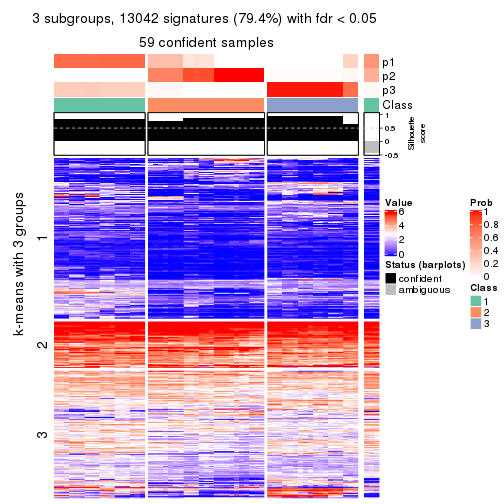 3 subgroups, 13042 signatures (79.4%) with fdr < 0.05
59 confident samples
p1
p2
p3
Class
1
0.5
0
-0.5
Silhouette
score
k-means with 3 groups
1
2
3
Value
6
4
2
0
Status (barplots)
confident
ambiguous
Prob
1
0.8
0.6
0.4
0.2
0
Class
1
2
3